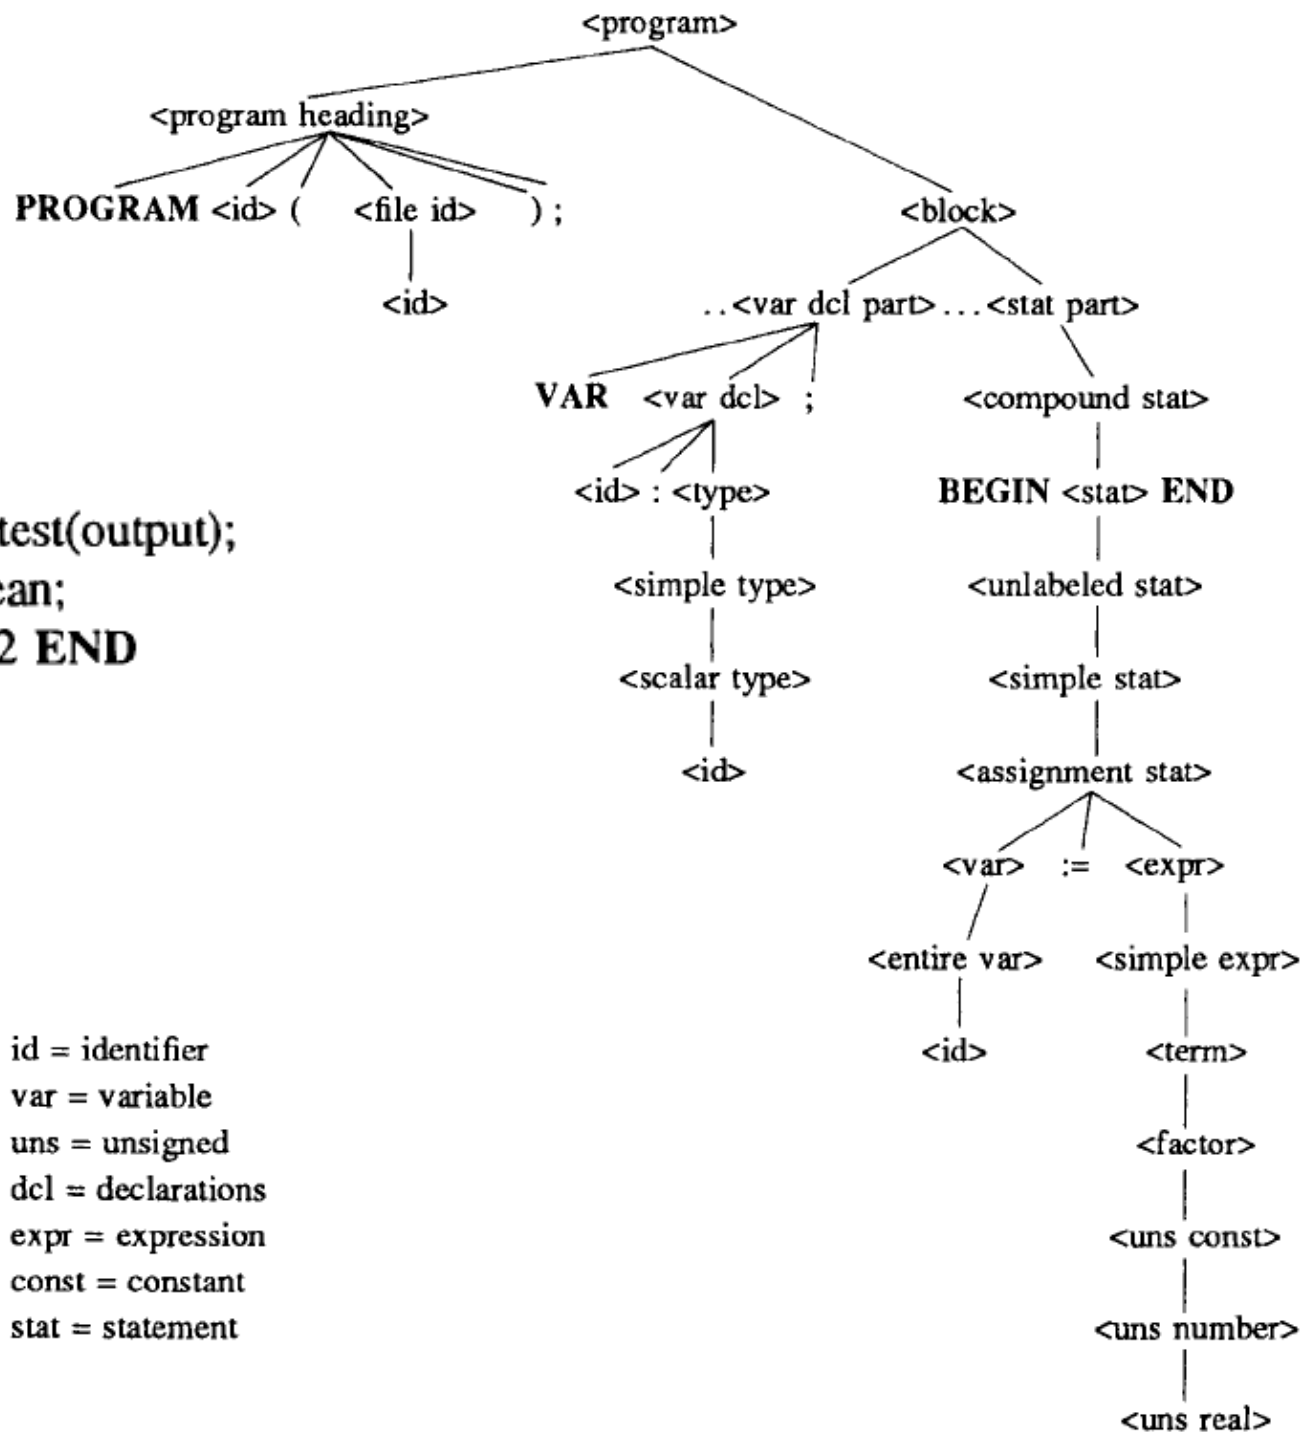 <program>
<program heading>
PROGRAM <id> ( <file id> ) ;
<block>
<id>
. . <var dcl part> . . . <stat part>
VAR <var dcl> ;
<compound stat>
<id> : <type>
BEGIN <stat> END
test(output);
ean;
2 END
<simple type>
<unlabeled stat>
<scalar type>
<simple stat>
<id>
<assignment stat>
<var> := <expr>
<entire var>
<simple expr>
<id>
<term>
<factor>
<uns const>
<uns number>
<uns real>
id = identifier
var = variable
uns = unsigned
dcl = declarations
expr = expression
const = constant
stat = statement